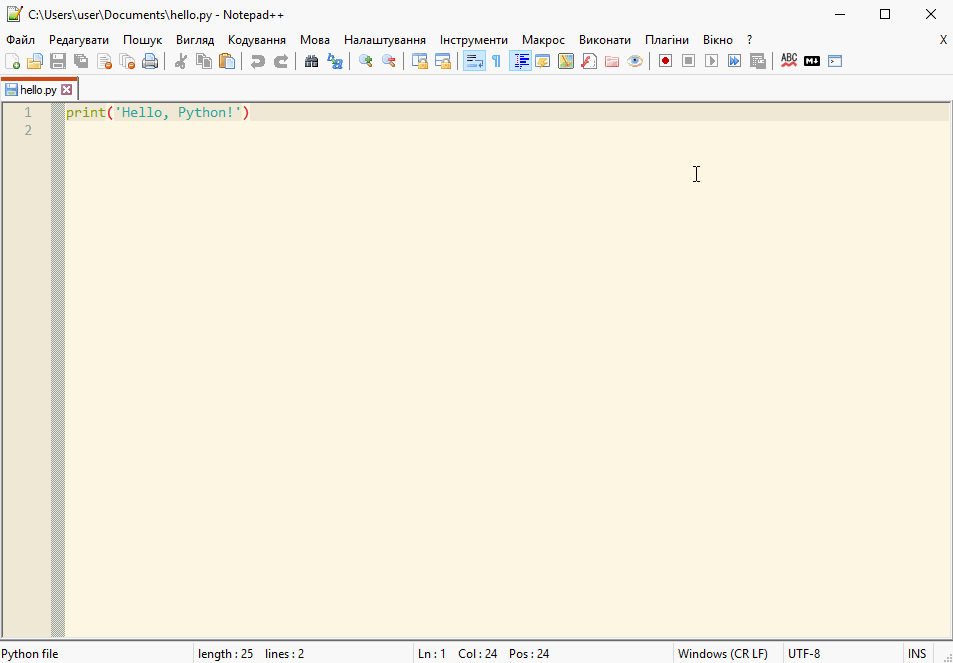 C:\Users\user\Documents\hello.py - Notepad++
Файл Редагувати Пошук Вигляд Кодування Мова Налаштування Інструменти Макрос Виконати Плагіни Вікно ? X
ABC M↓
hello.py
1 print('Hello, Python!')
2
Python file length : 25 lines : 2 Ln : 1 Col : 24 Pos : 24 Windows (CR LF) UTF-8 INS